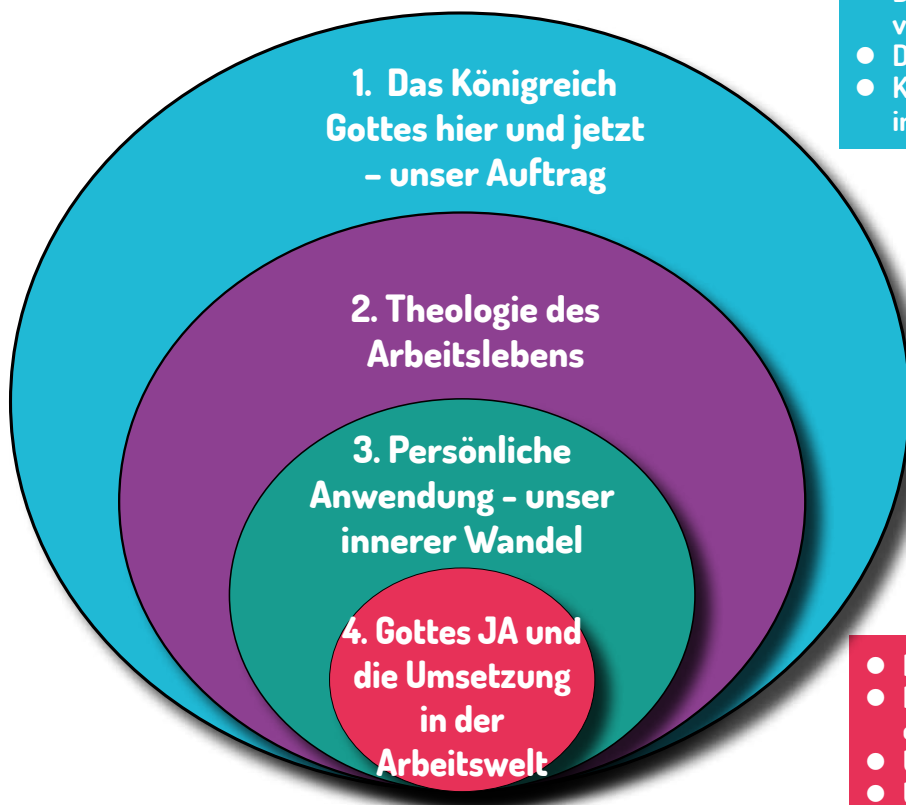 1. Das Königreich
Gottes hier und jetzt
– unser Auftrag
2. Theologie des
Arbeitslebens
3. Persönliche
Anwendung - unser
innerer Wandel
4. Gottes JA und
die Umsetzung
in der
Arbeitswelt